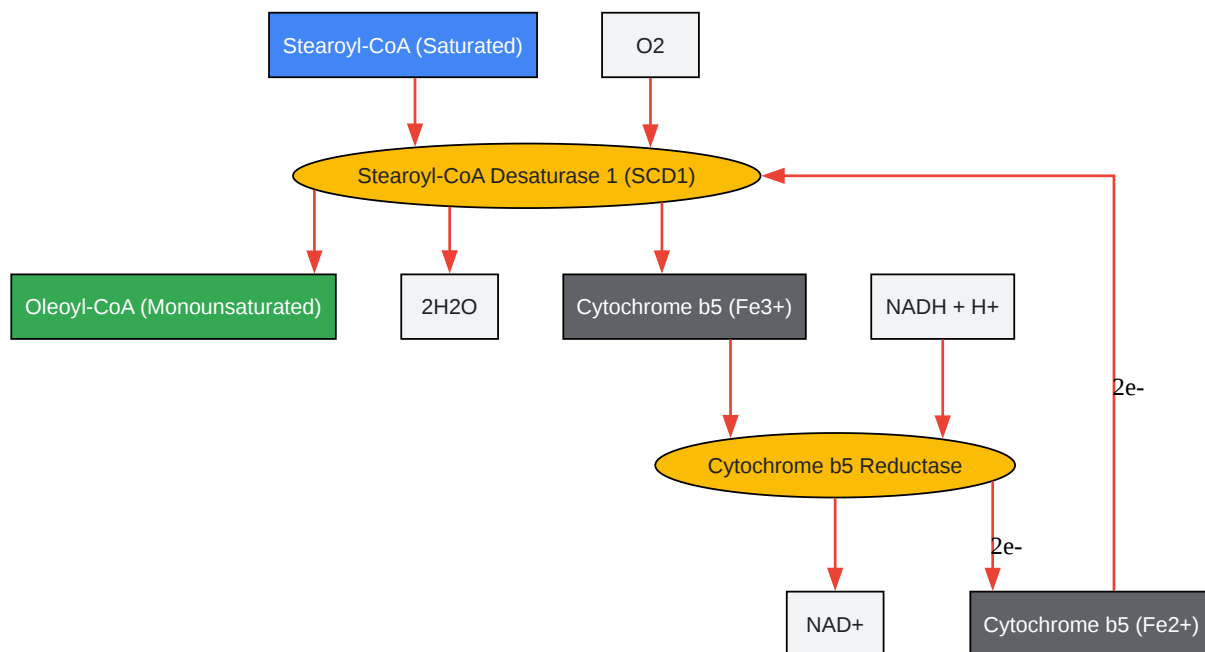 Stearoyl-CoA (Saturated)
O2
Stearoyl-CoA Desaturase 1 (SCD1)
Oleoyl-CoA (Monounsaturated)
2H2O
Cytochrome b5 (Fe3+)
NADH + H+
2e-
Cytochrome b5 Reductase
2e-
NAD+
Cytochrome b5 (Fe2+)